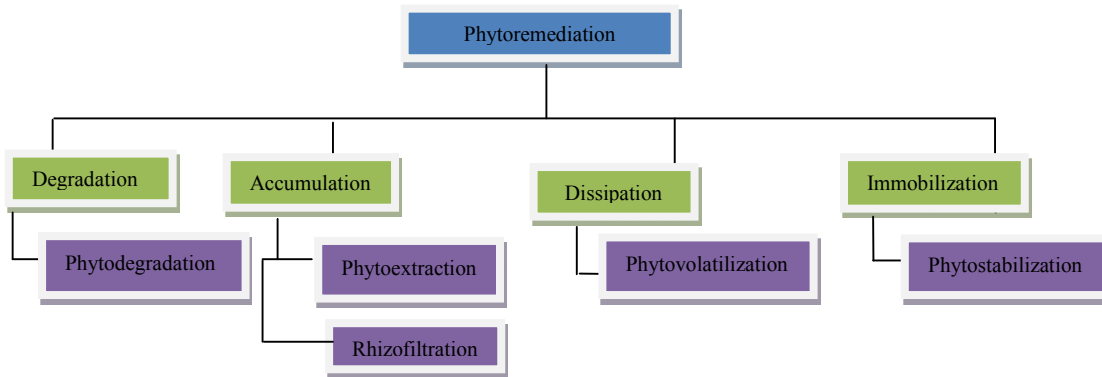 Phytoremediation
Degradation
Accumulation
Dissipation
Immobilization
Phytodegradation
Phytoextraction
Phytovolatilization
Phytostabilization
Rhizofiltration